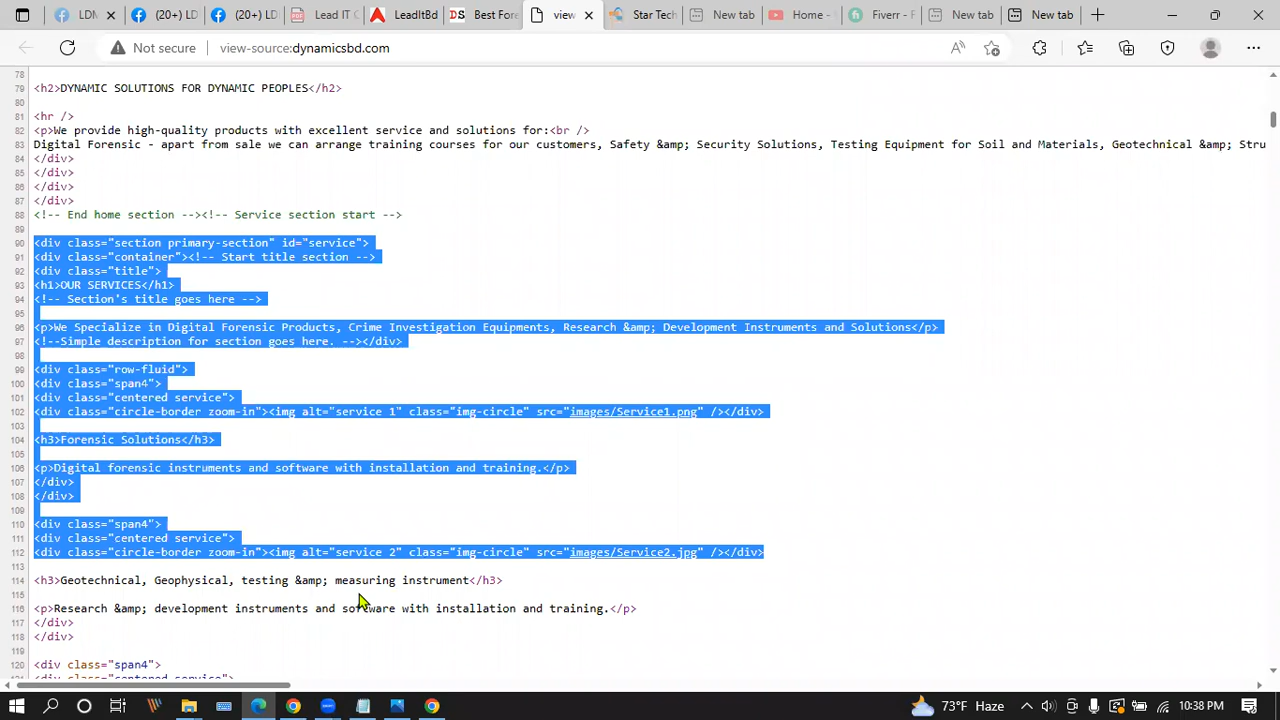 LDN
(20+) LD
(20+) LD
Lead IT C
LeadItBd
Best Fore
view
Star Tech
New tab
Home -
Fiverr - F
New tab
New tab
Not secure
view-source:dynamicsbd.com
78
79 <h2>DYNAMIC SOLUTIONS FOR DYNAMIC PEOPLES</h2>
80
81 <hr />
82 <p>We provide high-quality products with excellent service and solutions for:<br />
83 Digital Forensic - apart from sale we can arrange training courses for our customers, Safety &amp; Security Solutions, Testing Equipment for Soil and Materials, Geotechnical &amp; Stru
84 </div>
85 </div>
86 </div>
87 </div>
88 <!-- End home section --><!-- Service section start -->
89
90 <div class="section primary-section" id="service">
91 <div class="container"><!-- Start title section -->
92 <div class="title">
93 <h1>OUR SERVICES</h1>
94 <!-- Section's title goes here -->
95
96 <p>We Specialize in Digital Forensic Products, Crime Investigation Equipments, Research &amp; Development Instruments and Solutions</p>
97 <!--Simple description for section goes here. --></div>
98
99 <div class="row-fluid">
100 <div class="span4">
101 <div class="centered service">
102 <div class="circle-border zoom-in"><img alt="service 1" class="img-circle" src="images/Service1.png" /></div>
103
104 <h3>Forensic Solutions</h3>
105
106 <p>Digital forensic instruments and software with installation and training.</p>
107 </div>
108 </div>
109
110 <div class="span4">
111 <div class="centered service">
112 <div class="circle-border zoom-in"><img alt="service 2" class="img-circle" src="images/Service2.jpg" /></div>
113
114 <h3>Geotechnical, Geophysical, testing &amp; measuring instrument</h3>
115
116 <p>Research &amp; development instruments and software with installation and training.</p>
117 </div>
118 </div>
119
120 <div class="span4">
<div class="centered service">
73°F Haze
10:38 PM